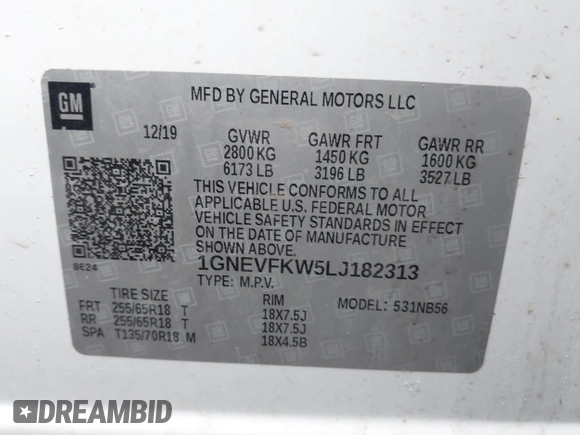 GM
MFD BY GENERAL MOTORS LLC
12/19
GVWR GAWR FRT GAWR RR
2800 KG 1450 KG 1600 KG
6173 LB 3196 LB 3527 LB
THIS VEHICLE CONFORMS TO ALL
APPLICABLE U.S. FEDERAL MOTOR
VEHICLE SAFETY STANDARDS IN EFFECT
ON THE DATE OF MANUFACTURE
SHOWN ABOVE.
8E24
1GNEVFKW5LJ182313
TYPE: M.P.V.
TIRE SIZE RIM MODEL: 531NB56
FRT 255/65R18 T 18X7.5J
RR 255/65R18 T 18X7.5J
SPA T135/70R18 M 18X4.5B
DREAMBID